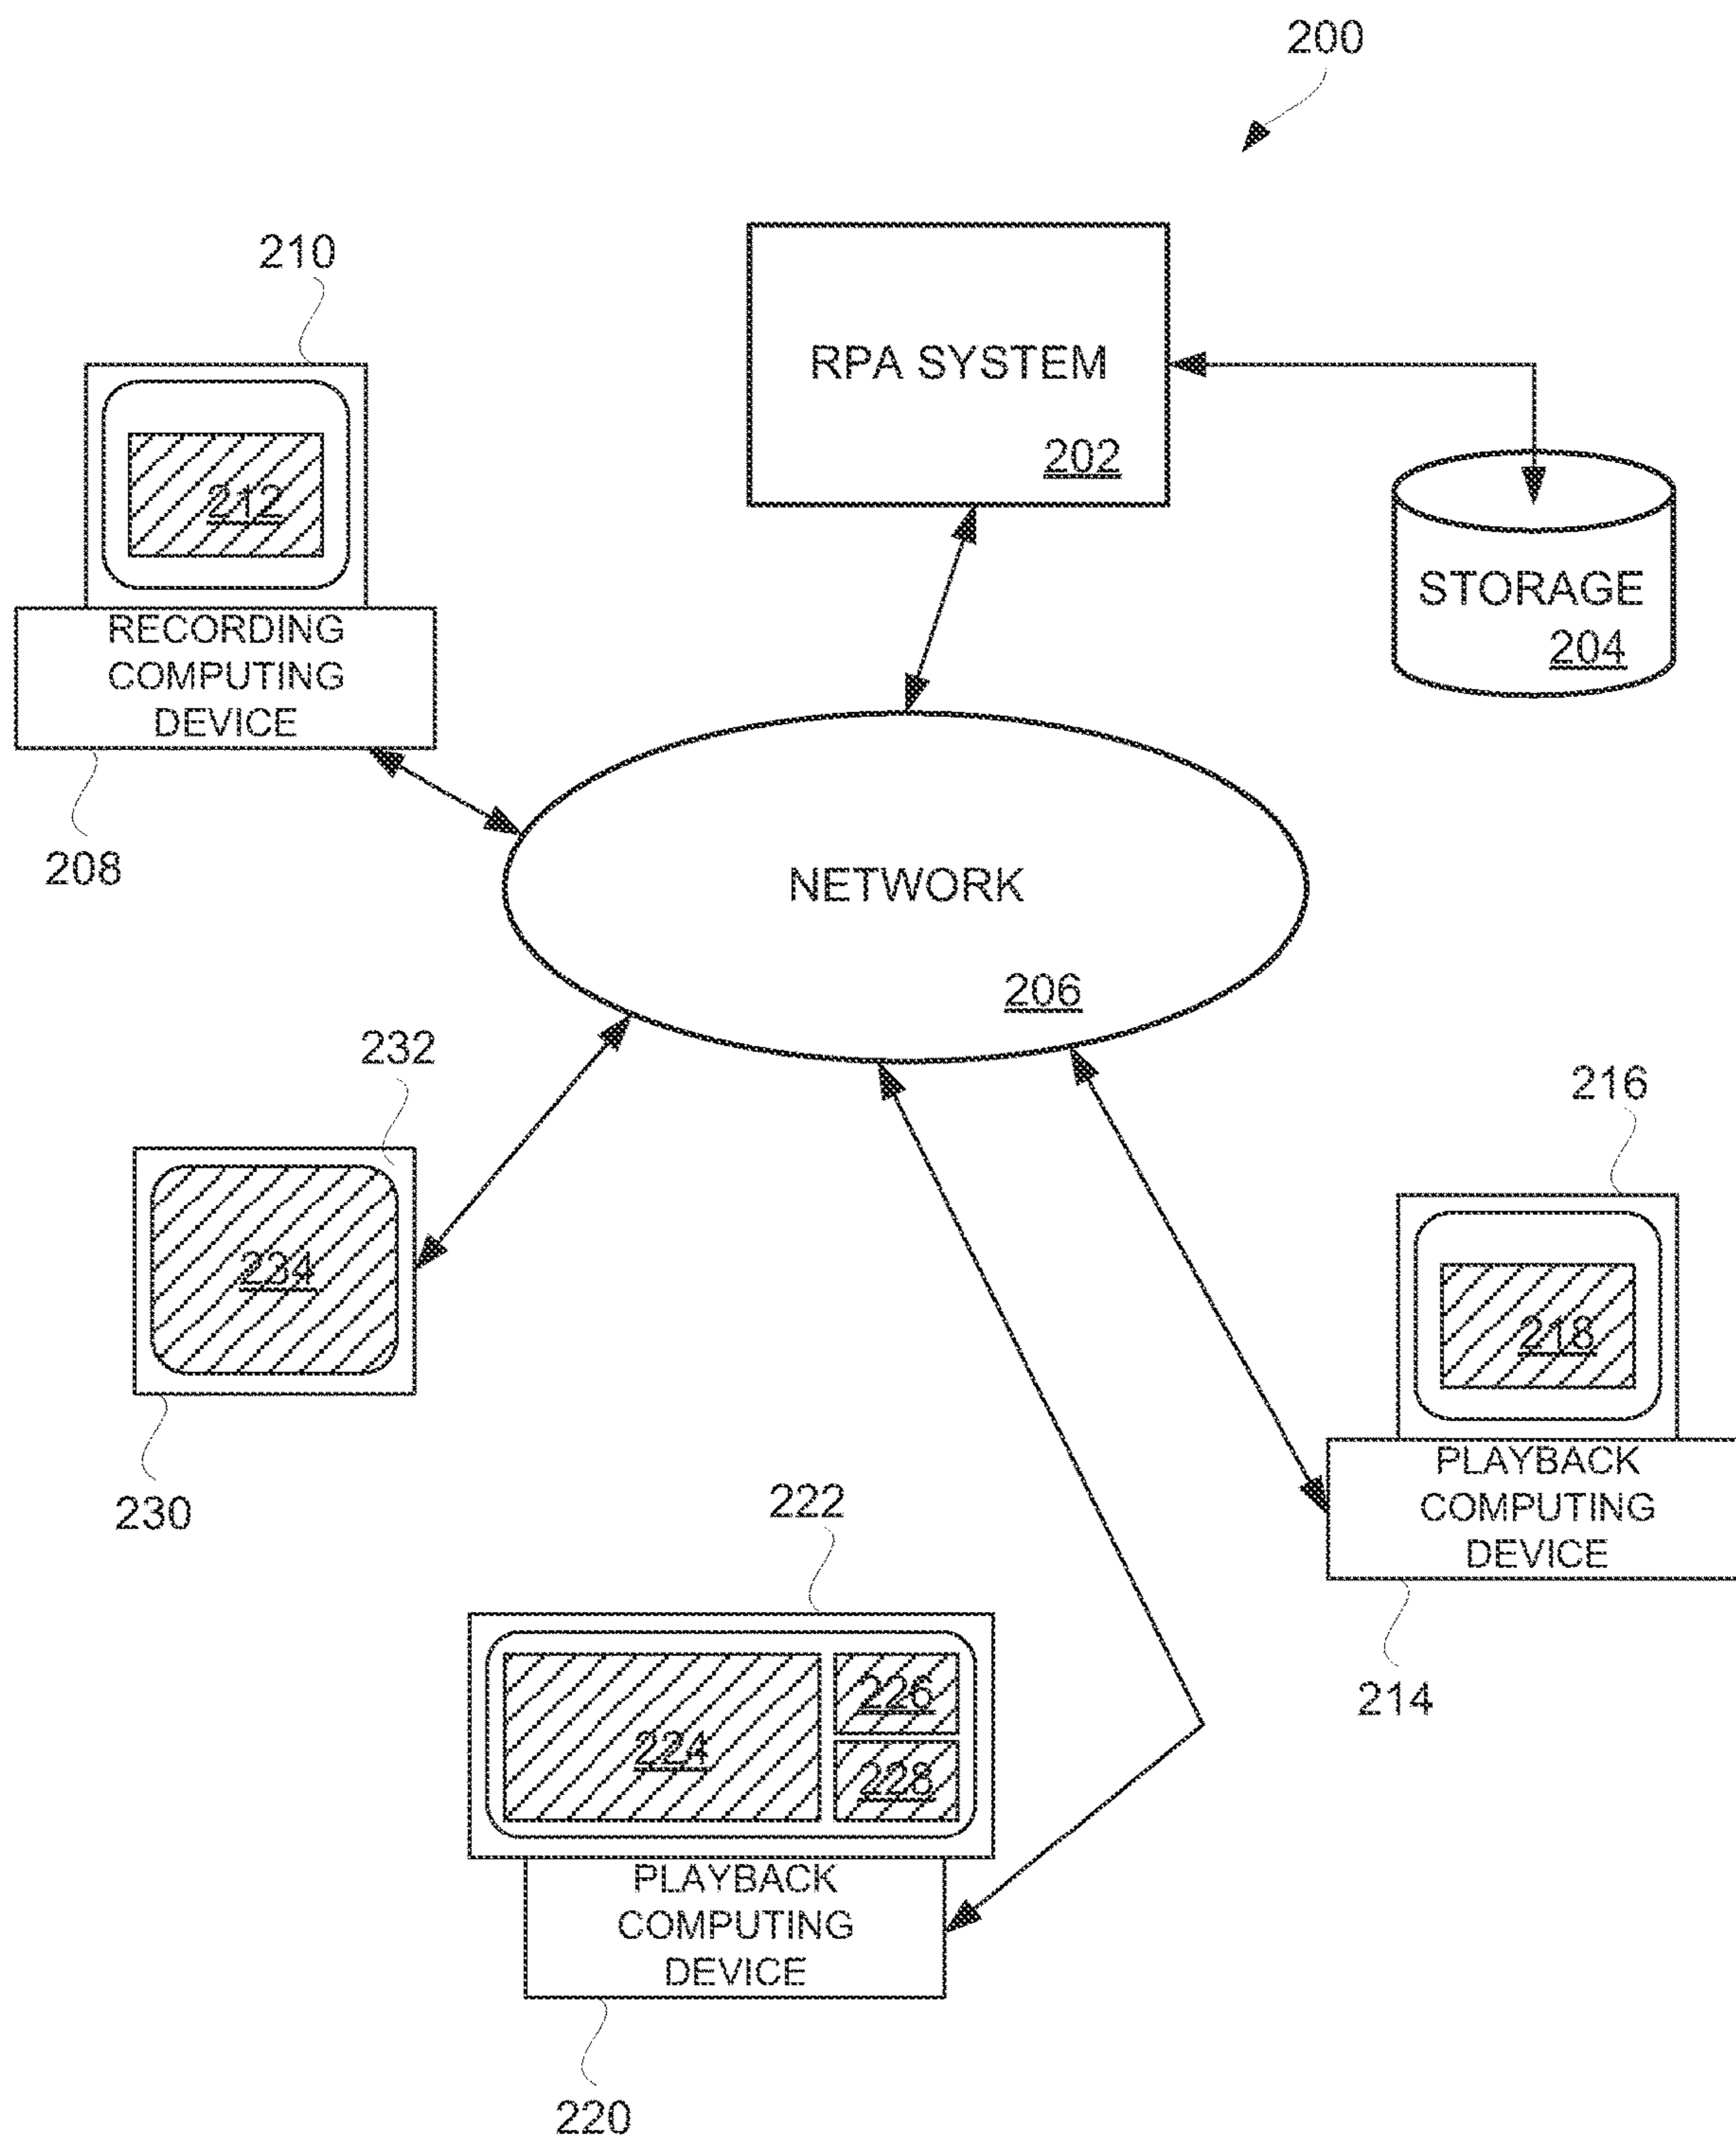 200
210
RPA SYSTEM
202
212
STORAGE
204
RECORDING
COMPUTING
DEVICE
208
NETWORK
206
232
216
234
218
230
PLAYBACK
COMPUTING
DEVICE
222
214
226
224
228
PLAYBACK
COMPUTING
DEVICE
220